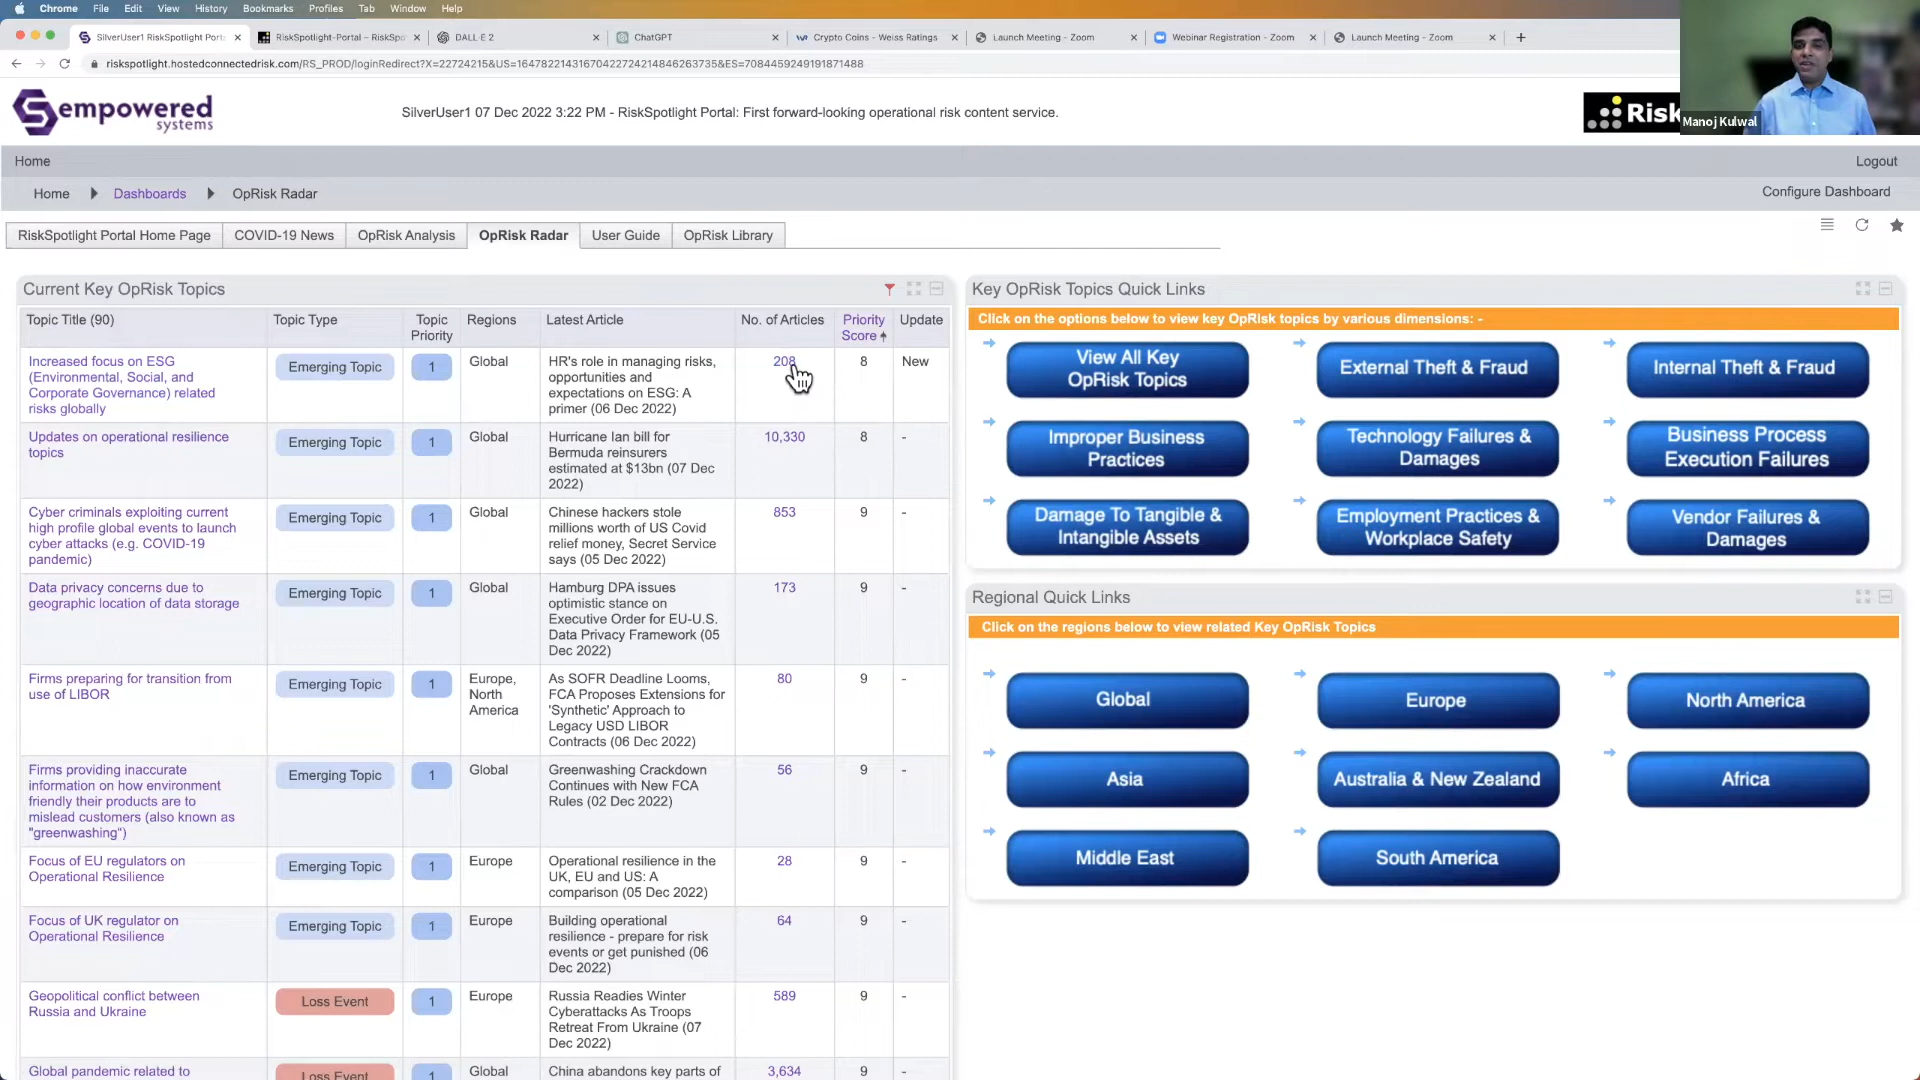 Chrome File Edit View History Bookmarks Profiles Tab Window Help
SilverUser1 RiskSpotlight Port
RiskSpotlight-Portal – RiskSpo
DALL·E 2
ChatGPT
Crypto Coins - Weiss Ratings
Launch Meeting - Zoom
Webinar Registration - Zoom
Launch Meeting - Zoom
riskspotlight.hostedconnectedrisk.com/RS_PROD/loginRedirect?X=22724215&US=1647822143167042272421484626373​5&ES=7084459249191871488
empowered
systems
SilverUser1 07 Dec 2022 3:22 PM - RiskSpotlight Portal: First forward-looking operational risk content service.
Risk
Manoj Kulwal
Home
Logout
Home Dashboards OpRisk Radar
Configure Dashboard
RiskSpotlight Portal Home Page
COVID-19 News
OpRisk Analysis
OpRisk Radar
User Guide
OpRisk Library
Current Key OpRisk Topics
Topic Title (90)
Topic Type
Topic
Priority
Regions
Latest Article
No. of Articles
Priority
Score
Update
Increased focus on ESG
(Environmental, Social, and
Corporate Governance) related
risks globally
Emerging Topic
1
Global
HR's role in managing risks,
opportunities and
expectations on ESG: A
primer (06 Dec 2022)
208
8
New
Updates on operational resilience
topics
Emerging Topic
1
Global
Hurricane Ian bill for
Bermuda reinsurers
estimated at $13bn (07 Dec
2022)
10,330
8
-
Cyber criminals exploiting current
high profile global events to launch
cyber attacks (e.g. COVID-19
pandemic)
Emerging Topic
1
Global
Chinese hackers stole
millions worth of US Covid
relief money, Secret Service
says (05 Dec 2022)
853
9
-
Data privacy concerns due to
geographic location of data storage
Emerging Topic
1
Global
Hamburg DPA issues
optimistic stance on
Executive Order for EU-U.S.
Data Privacy Framework (05
Dec 2022)
173
9
-
Firms preparing for transition from
use of LIBOR
Emerging Topic
1
Europe,
North
America
As SOFR Deadline Looms,
FCA Proposes Extensions for
'Synthetic' Approach to
Legacy USD LIBOR
Contracts (06 Dec 2022)
80
9
-
Firms providing inaccurate
information on how environment
friendly their products are to
mislead customers (also known as
"greenwashing")
Emerging Topic
1
Global
Greenwashing Crackdown
Continues with New FCA
Rules (02 Dec 2022)
56
9
-
Focus of EU regulators on
Operational Resilience
Emerging Topic
1
Europe
Operational resilience in the
UK, EU and US: A
comparison (05 Dec 2022)
28
9
-
Focus of UK regulator on
Operational Resilience
Emerging Topic
1
Europe
Building operational
resilience - prepare for risk
events or get punished (06
Dec 2022)
64
9
-
Geopolitical conflict between
Russia and Ukraine
Loss Event
1
Europe
Russia Readies Winter
Cyberattacks As Troops
Retreat From Ukraine (07
Dec 2022)
589
9
-
Global pandemic related to
Loss Event
1
Global
China abandons key parts of
3,634
9
-
Key OpRisk Topics Quick Links
Click on the options below to view key OpRisk topics by various dimensions: -
View All Key
OpRisk Topics
External Theft & Fraud
Internal Theft & Fraud
Improper Business
Practices
Technology Failures &
Damages
Business Process
Execution Failures
Damage To Tangible &
Intangible Assets
Employment Practices &
Workplace Safety
Vendor Failures &
Damages
Regional Quick Links
Click on the regions below to view related Key OpRisk Topics
Global
Europe
North America
Asia
Australia & New Zealand
Africa
Middle East
South America